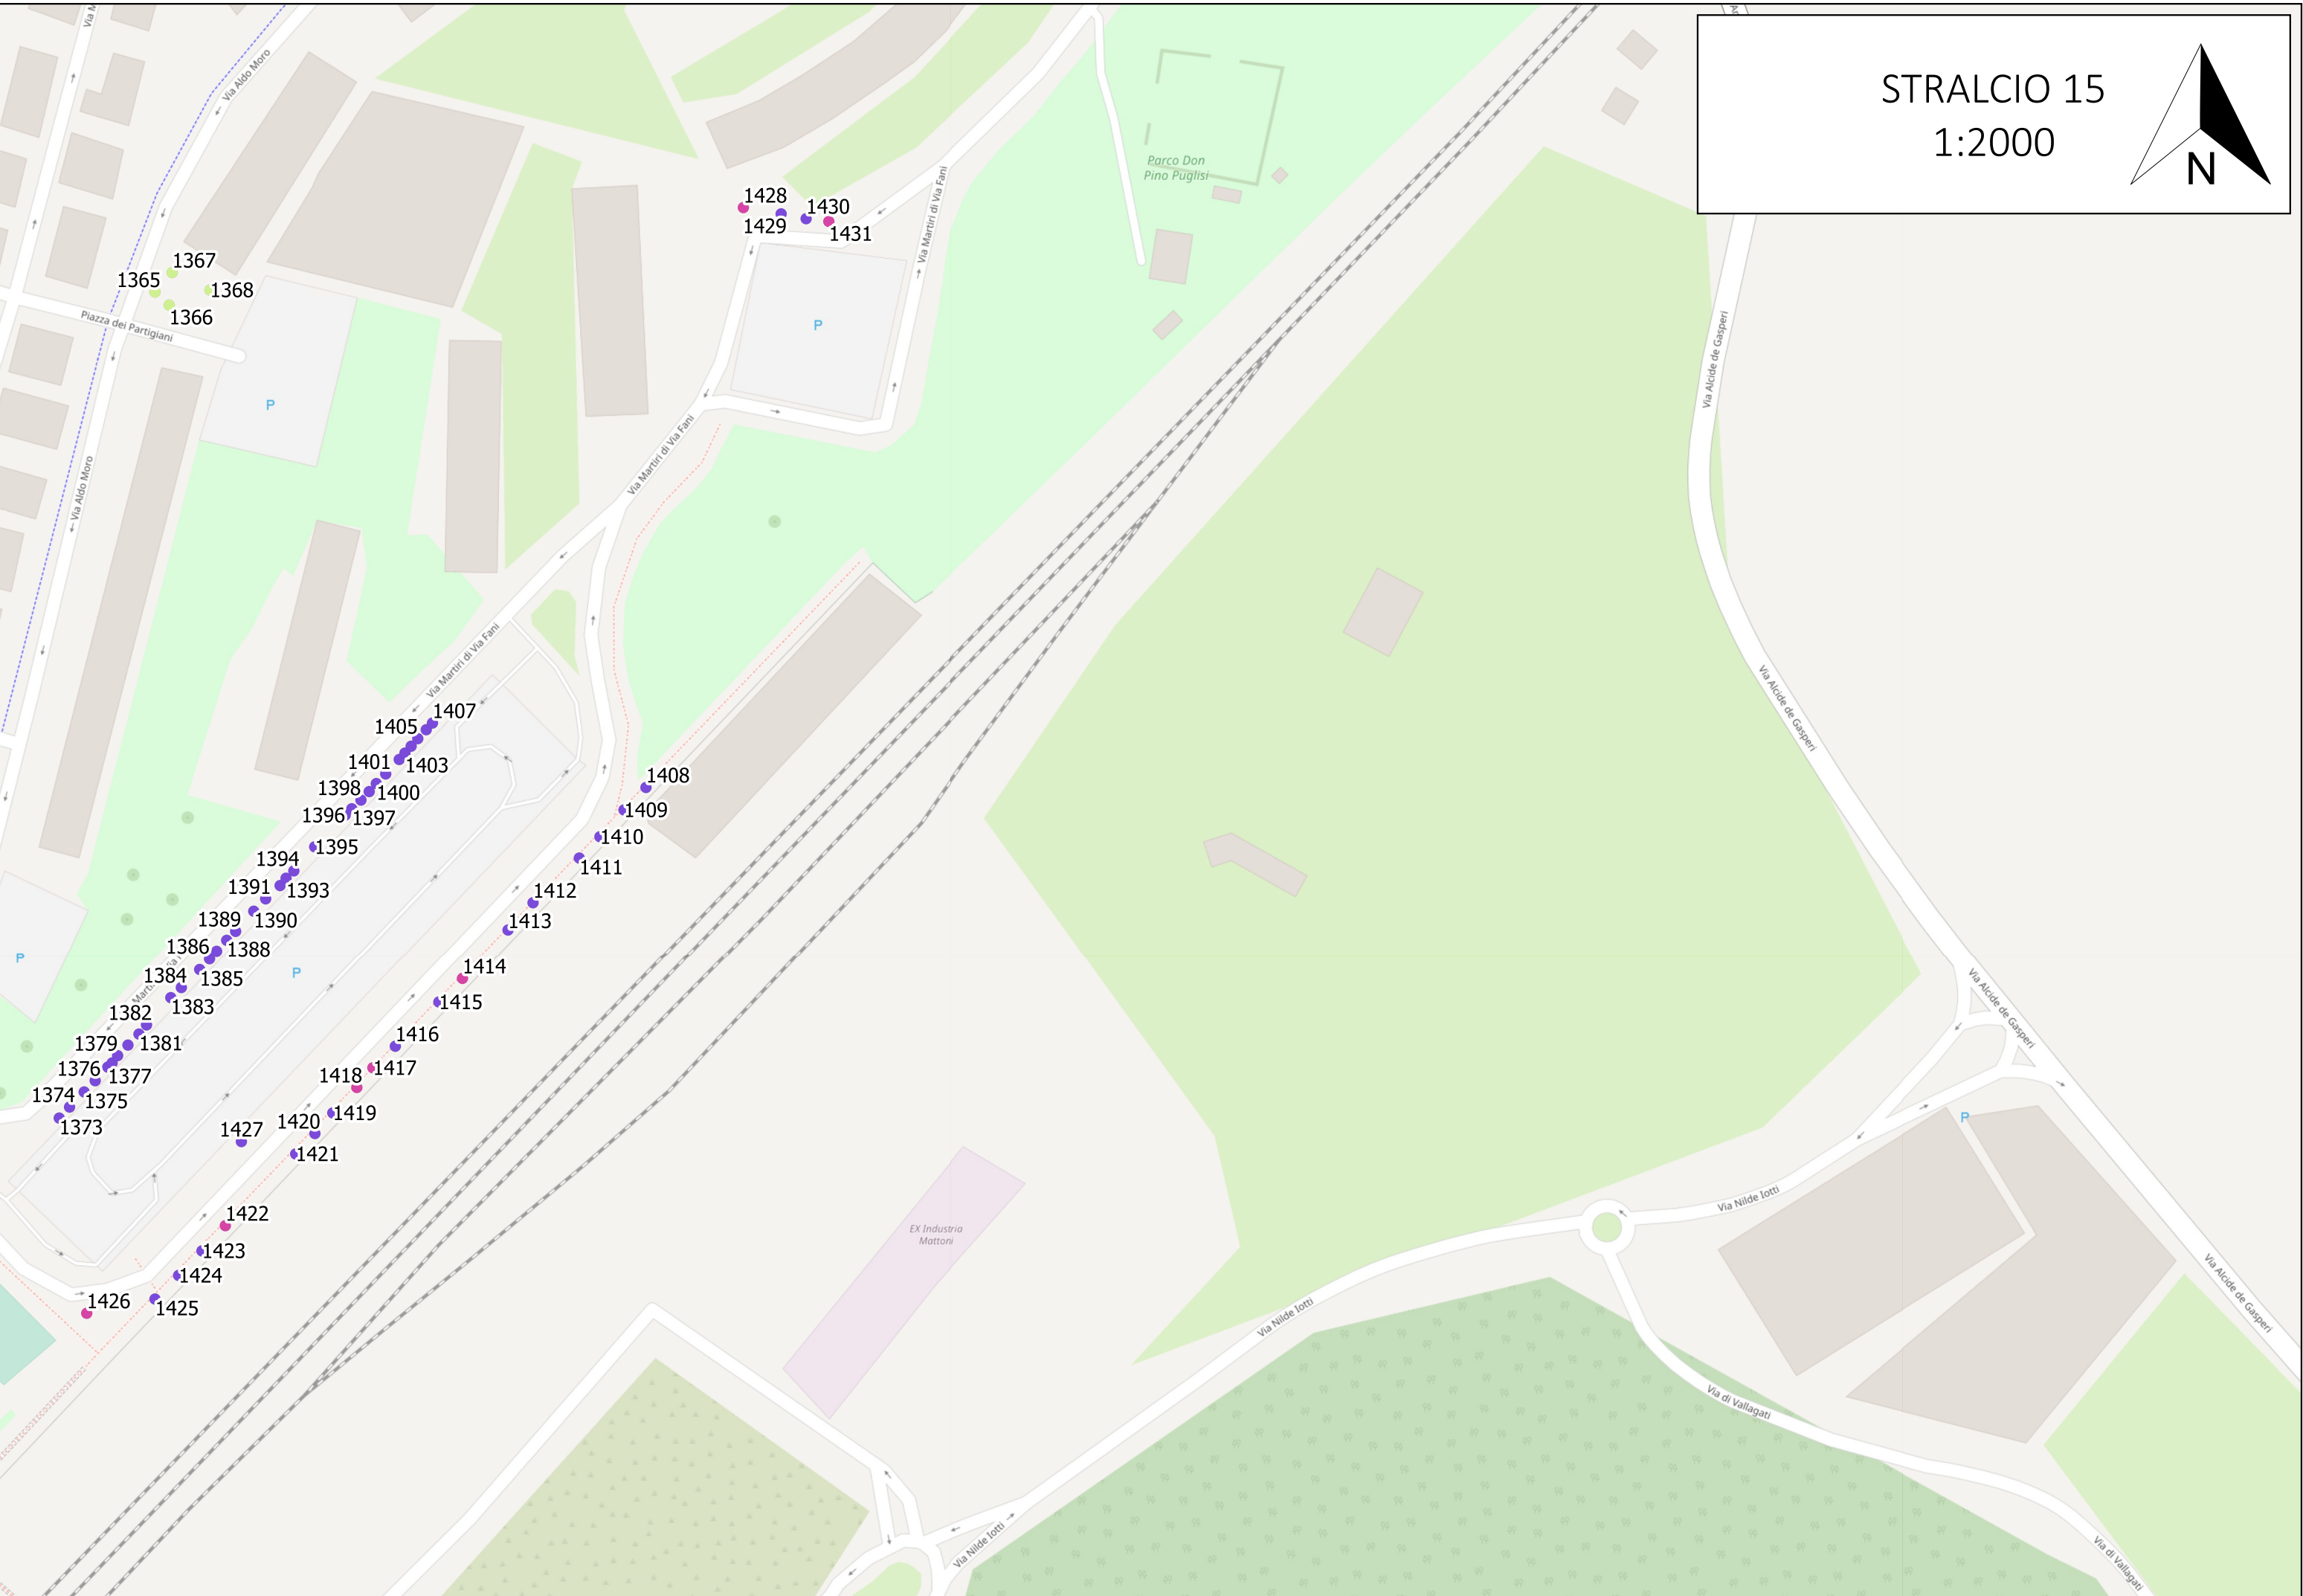 STRALCIO 15
1:2000
N
Via M
Via Aldo Moro
Parco Don
Pino Puglisi
1428
1429
1430
1431
Via Martiri di Via Fani
1367
1365
1368
1366
Piazza dei Partigiani
P
P
Via Alcide de Gasperi
Via Aldo Moro
Via Martiri di Via Fani
Via Martiri di Via Fani
Via Alcide de Gasperi
1407
1405
1401
1403
1408
1398
1400
1409
1396
1397
1410
1395
1394
1411
1391
1393
1412
1389
1390
1413
1386
1388
P
1384
1385
P
1414
1383
1415
1382
1379
1381
1416
1376
1377
1417
1418
1374
1375
1373
1419
1420
1427
1421
Via Alcide de Gasperi
P
Via Nilde Iotti
1422
EX Industria
Mattoni
1423
1424
1426
1425
Via Nilde Iotti
Via Alcide de Gasperi
Via di Vallagati
Via Nilde Iotti
Via di Vallagati